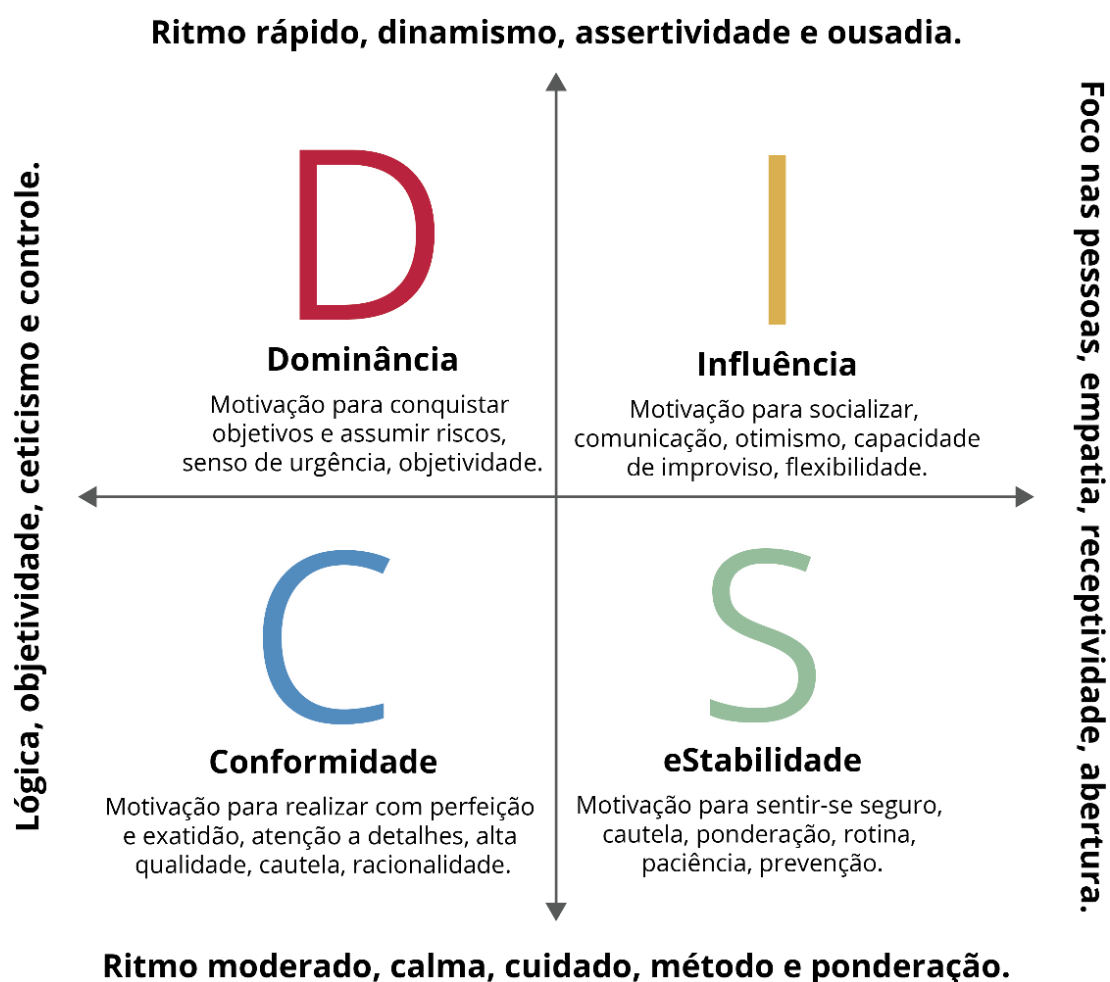 Ritmo rápido, dinamismo, assertividade e ousadia.
Lógica, objetividade, ceticismo e controle.
D
Dominância
Motivação para conquistar
objetivos e assumir riscos,
senso de urgência, objetividade.
I
Influência
Motivação para socializar,
comunicação, otimismo, capacidade
de improviso, flexibilidade.
Foco nas pessoas, empatia, receptividade, abertura.
C
Conformidade
Motivação para realizar com perfeição
e exatidão, atenção a detalhes, alta
qualidade, cautela, racionalidade.
S
eStabilidade
Motivação para sentir-se seguro,
cautela, ponderação, rotina,
paciência, prevenção.
Ritmo moderado, calma, cuidado, método e ponderação.